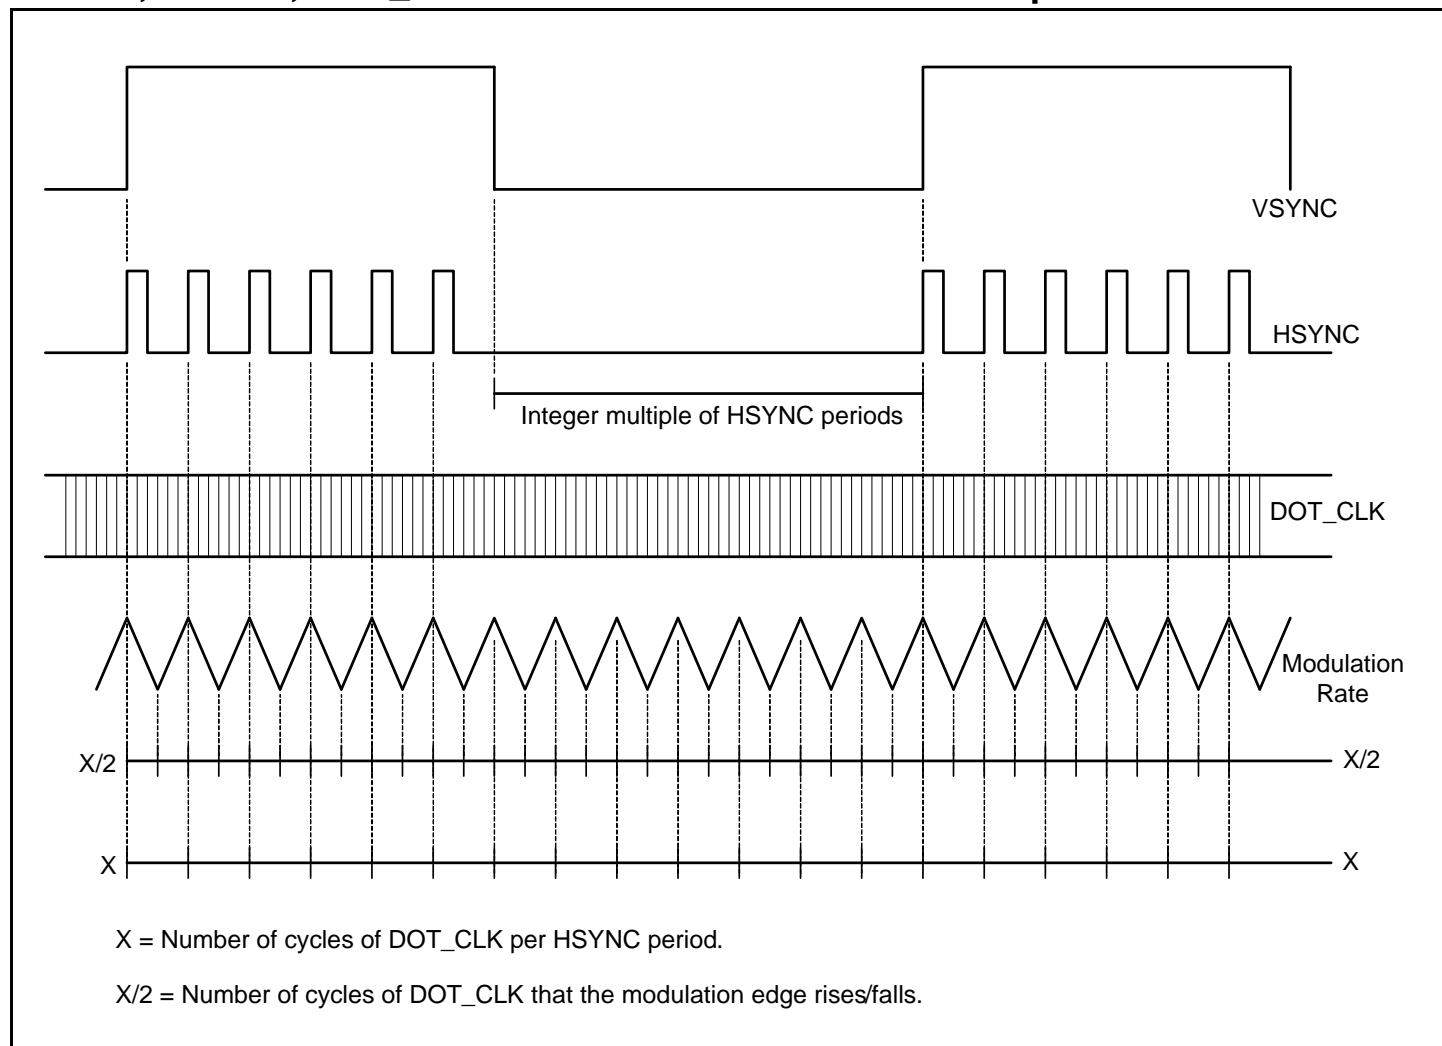 VSYNC
HSYNC
Integer multiple of HSYNC periods
DOT_CLK
Modulation
Rate
X/2
X/2
X
X
X = Number of cycles of DOT_CLK per HSYNC period.
X/2 = Number of cycles of DOT_CLK that the modulation edge rises/falls.